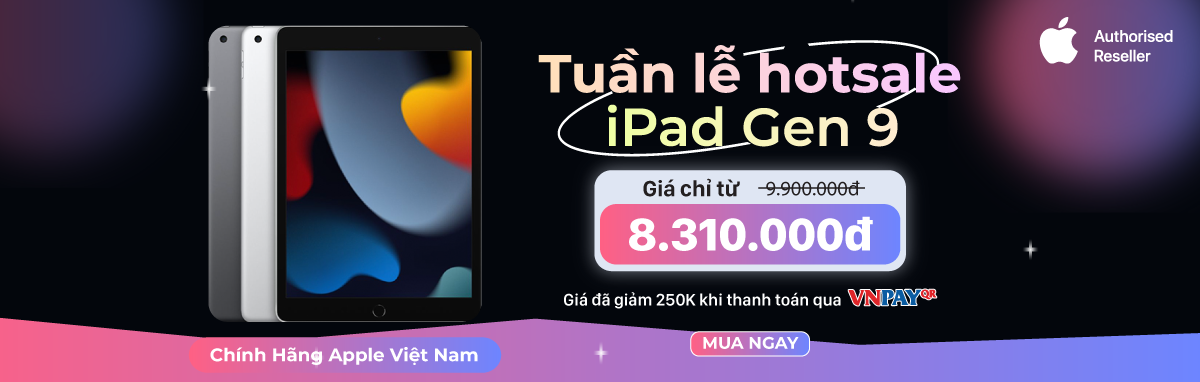 Authorised
Reseller
Tuần lễ hotsale
iPad Gen 9
Giá chỉ từ 9.900.000đ
8.310.000đ
Giá đã giảm 250K khi thanh toán qua VNPAYQR
MUA NGAY
Chính Hãng Apple Việt Nam